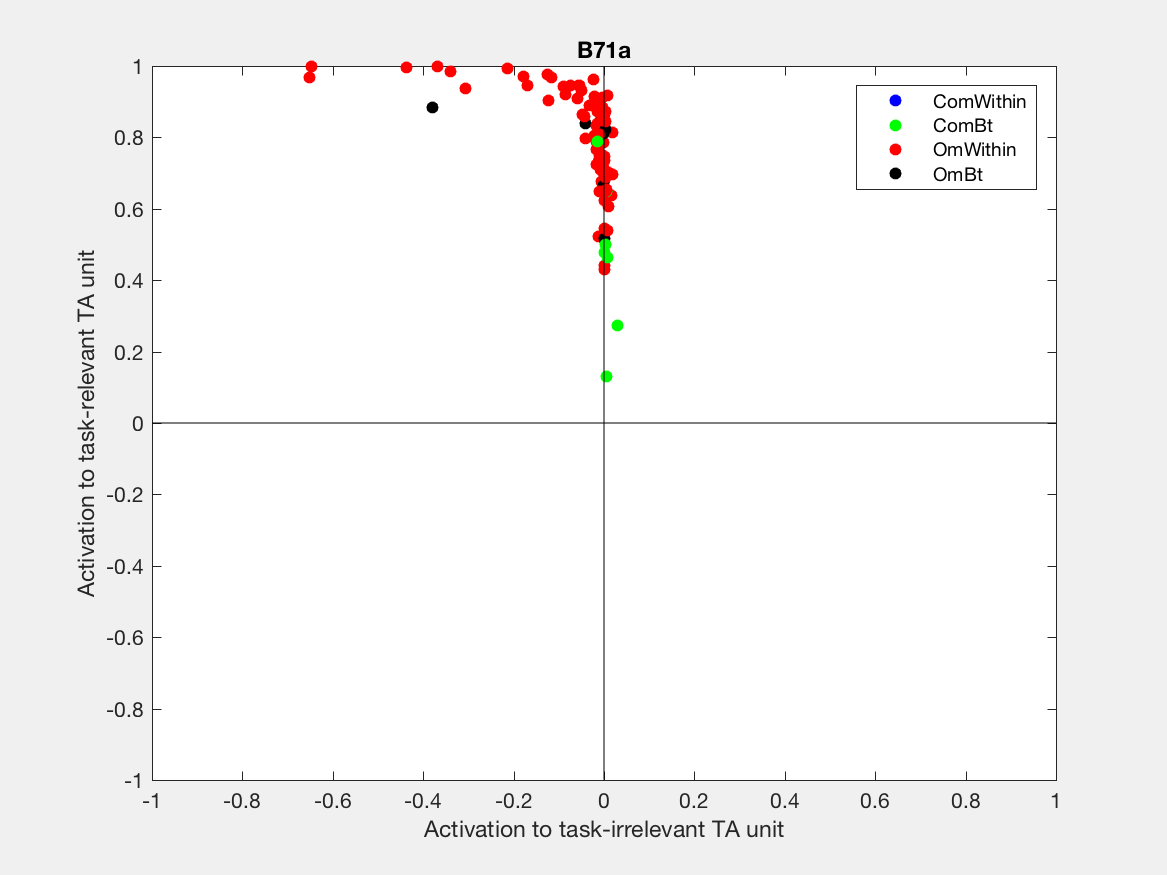 B71a
ComWithin
ComBt
OmWithin
OmBt
Activation to task-relevant TA unit
1
0.8
0.6
0.4
0.2
0
-0.2
-0.4
-0.6
-0.8
-1
-1 -0.8 -0.6 -0.4 -0.2 0 0.2 0.4 0.6 0.8 1
Activation to task-irrelevant TA unit